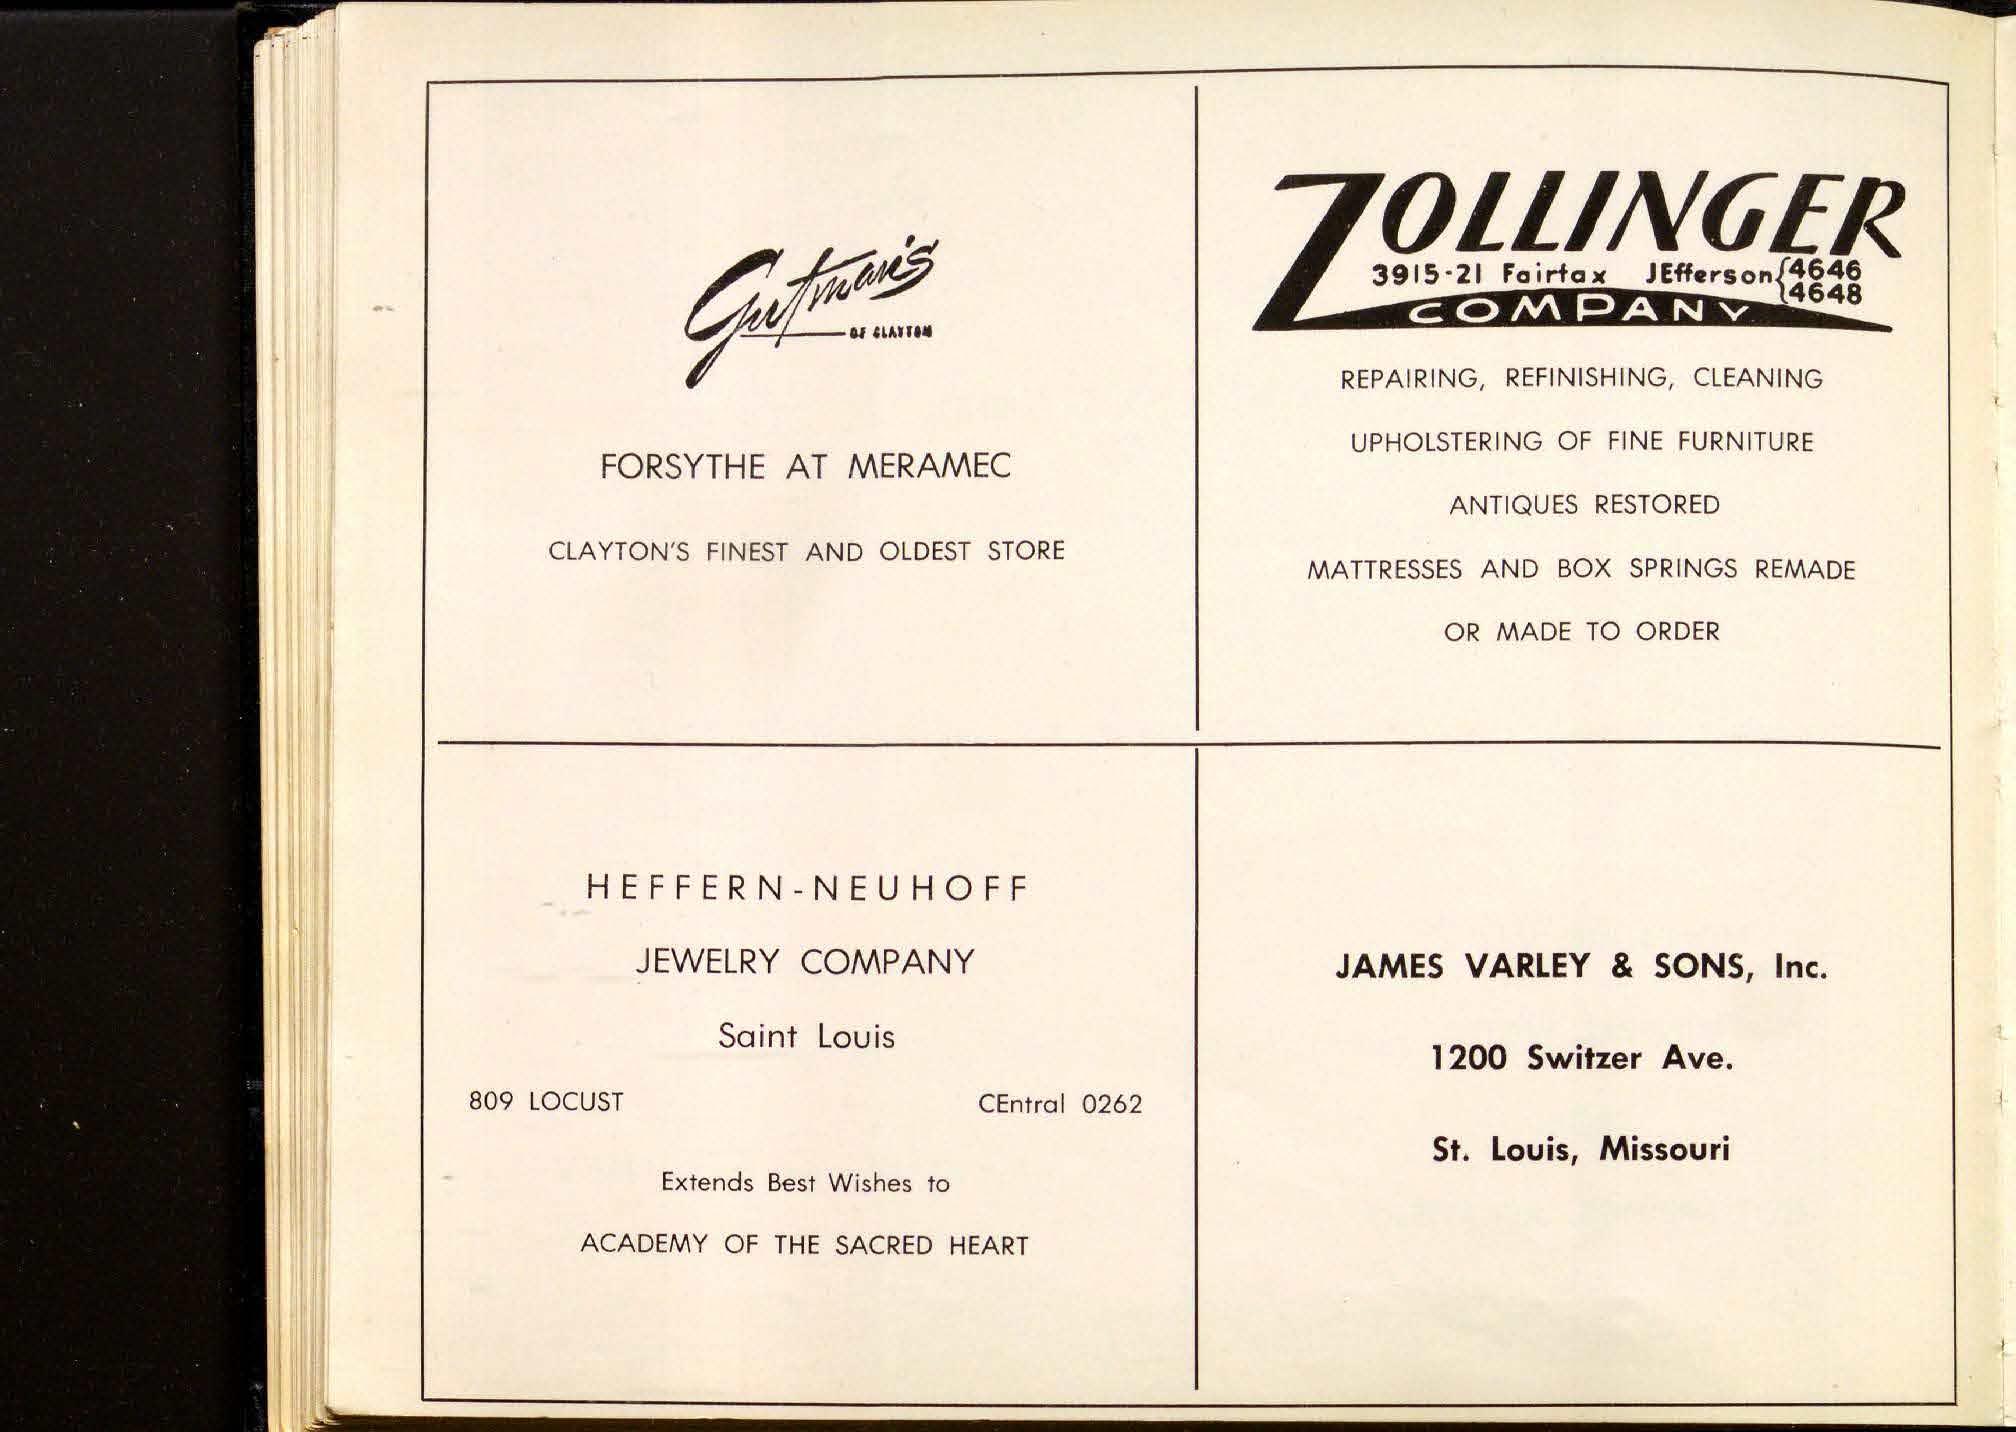 Gutman's
OF CLAYTON
FORSYTHE AT MERAMEC
CLAYTON'S FINEST AND OLDEST STORE
ZOLLINGER
3915-21 Fairfax JEfferson {4646
{4648
COMPANY
REPAIRING, REFINISHING, CLEANING
UPHOLSTERING OF FINE FURNITURE
ANTIQUES RESTORED
MATTRESSES AND BOX SPRINGS REMADE
OR MADE TO ORDER
HEFFERN-NEUHOFF
JEWELRY COMPANY
Saint Louis
809 LOCUST CEntral 0262
Extends Best Wishes to
ACADEMY OF THE SACRED HEART
JAMES VARLEY & SONS, Inc.
1200 Switzer Ave.
St. Louis, Missouri